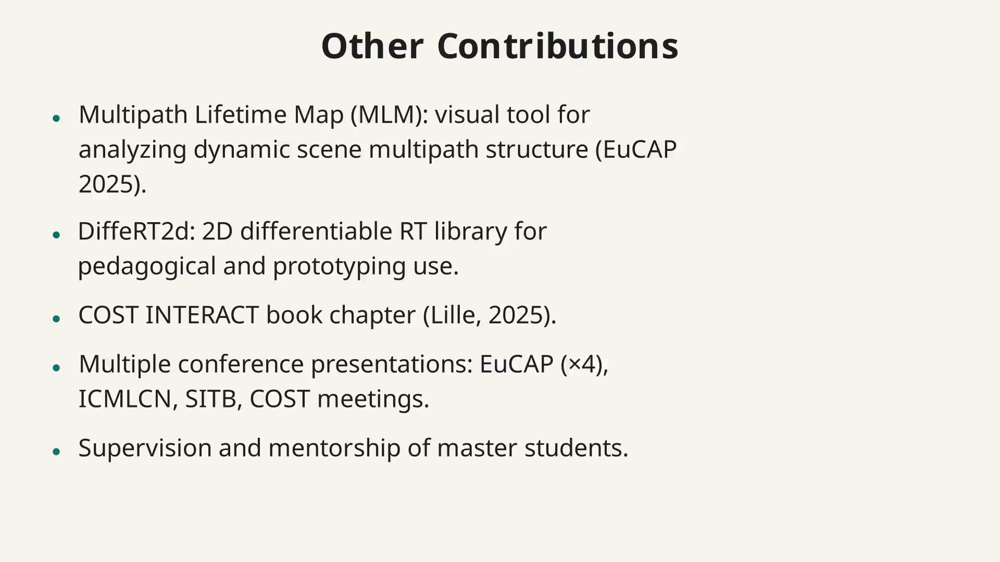 Other Contributions
• Multipath Lifetime Map (MLM): visual tool for
analyzing dynamic scene multipath structure (EuCAP
2025).
• DiffeRT2d: 2D differentiable RT library for
pedagogical and prototyping use.
• COST INTERACT book chapter (Lille, 2025).
• Multiple conference presentations: EuCAP (×4),
ICMLCN, SITB, COST meetings.
• Supervision and mentorship of master students.